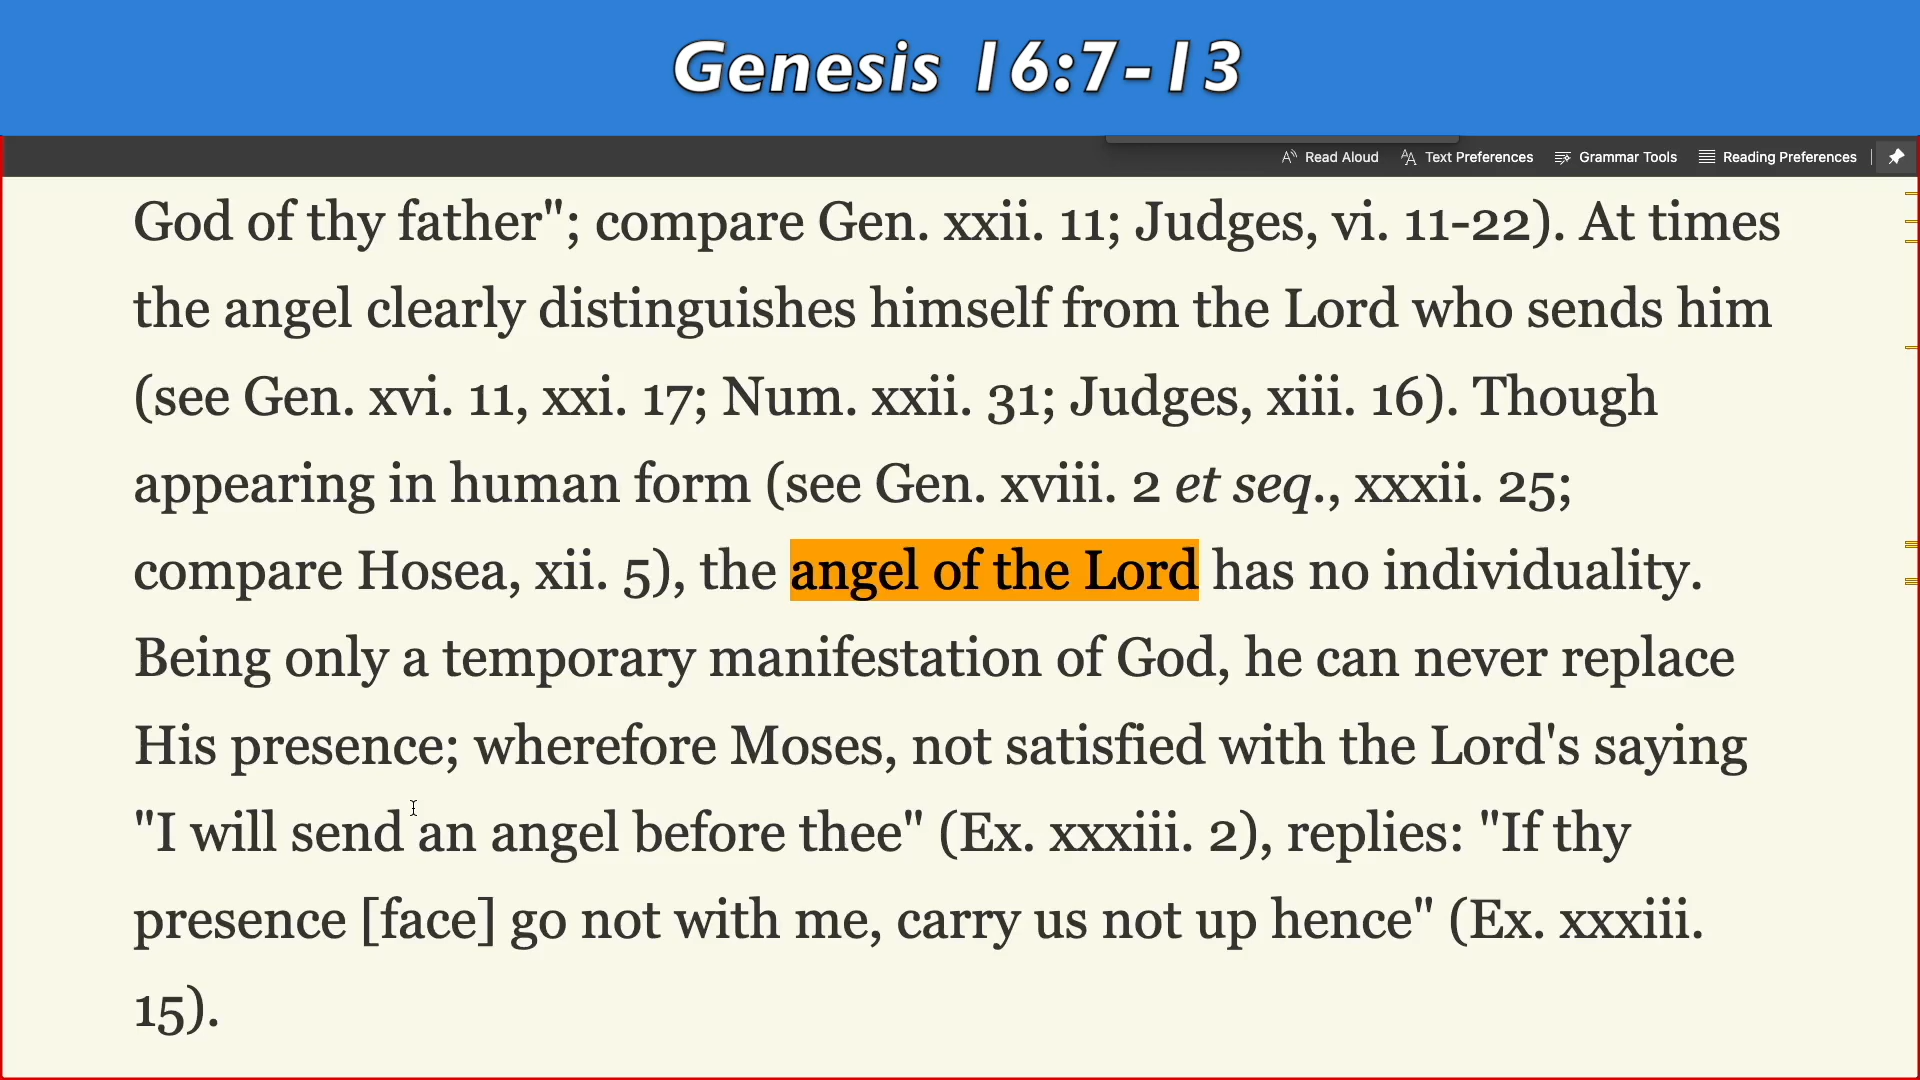 Genesis 16:7-13
Read Aloud Text Preferences Grammar Tools Reading Preferences
God of thy father"; compare Gen. xxii. 11; Judges, vi. 11-22). At times
the angel clearly distinguishes himself from the Lord who sends him
(see Gen. xvi. 11, xxi. 17; Num. xxii. 31; Judges, xiii. 16). Though
appearing in human form (see Gen. xviii. 2 et seq., xxxii. 25;
compare Hosea, xii. 5), the angel of the Lord has no individuality.
Being only a temporary manifestation of God, he can never replace
His presence; wherefore Moses, not satisfied with the Lord's saying
"I will send an angel before thee" (Ex. xxxiii. 2), replies: "If thy
presence [face] go not with me, carry us not up hence" (Ex. xxxiii.
15).